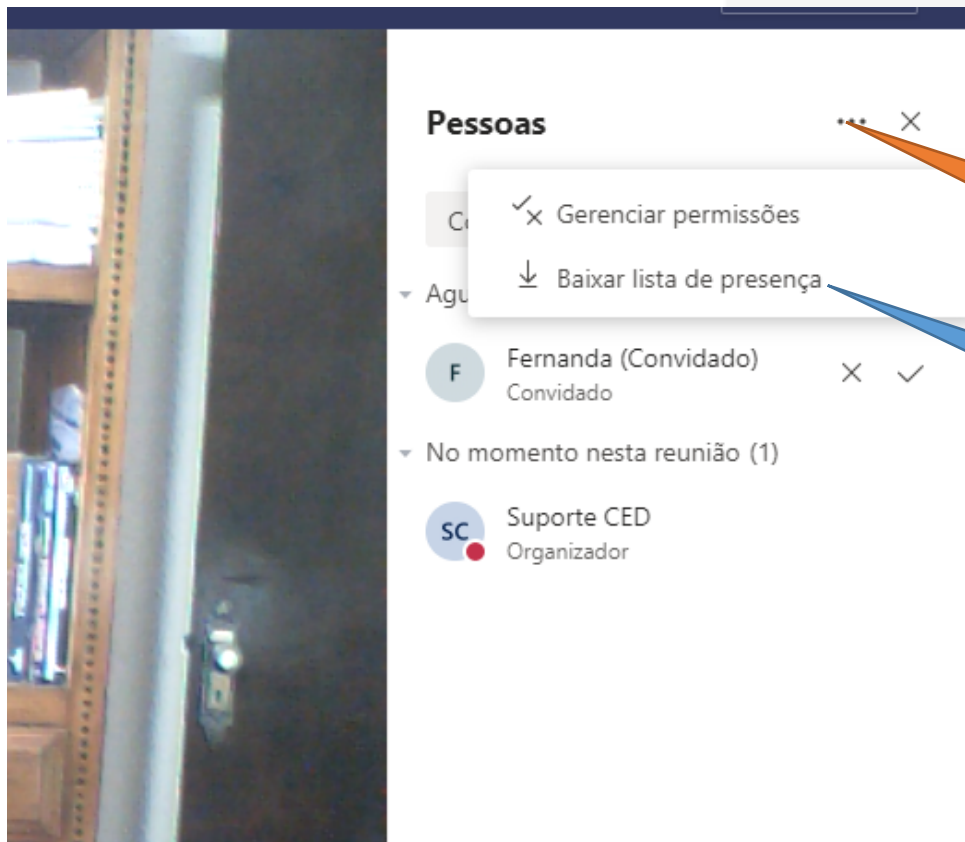 Pessoas
Gerenciar permissões
Baixar lista de presença
Fernanda (Convidado)
Convidado
No momento nesta reunião (1)
SC
Suporte CED
Organizador
F